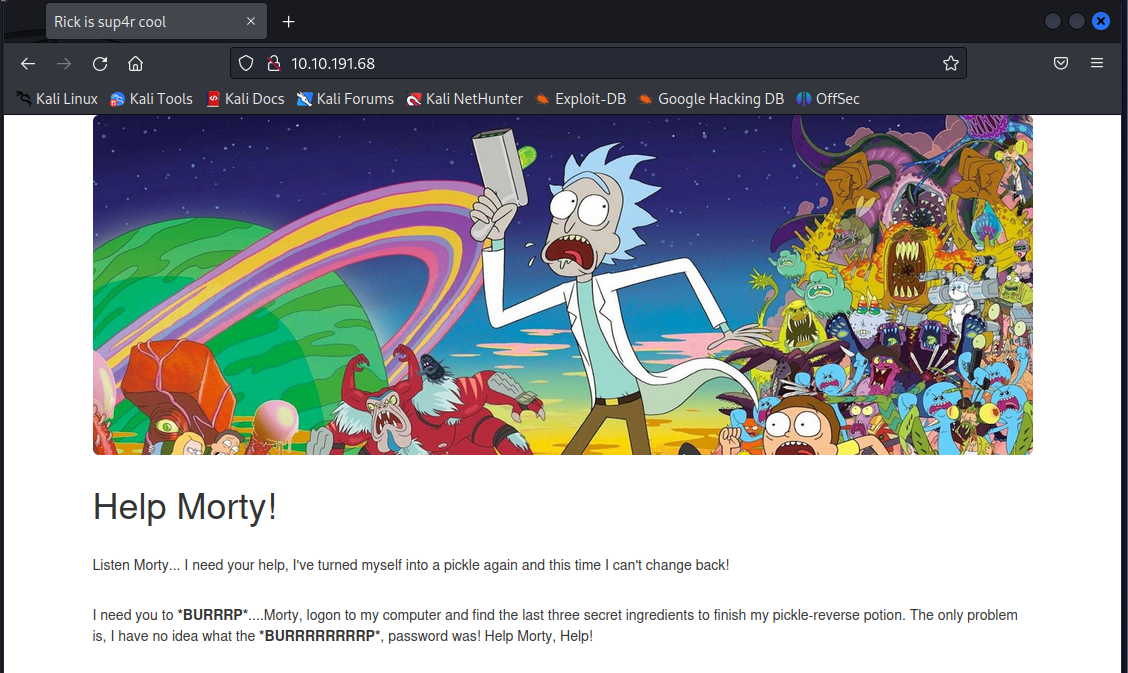 Rick is sup4r cool
10.10.191.68
Kali Linux Kali Tools Kali Docs Kali Forums Kali NetHunter Exploit-DB Google Hacking DB OffSec
Help Morty!
Listen Morty... I need your help, I've turned myself into a pickle again and this time I can't change back!
I need you to *BURRRP*....Morty, logon to my computer and find the last three secret ingredients to finish my pickle-reverse potion. The only problem
is, I have no idea what the *BURRRRRRRRP*, password was! Help Morty, Help!